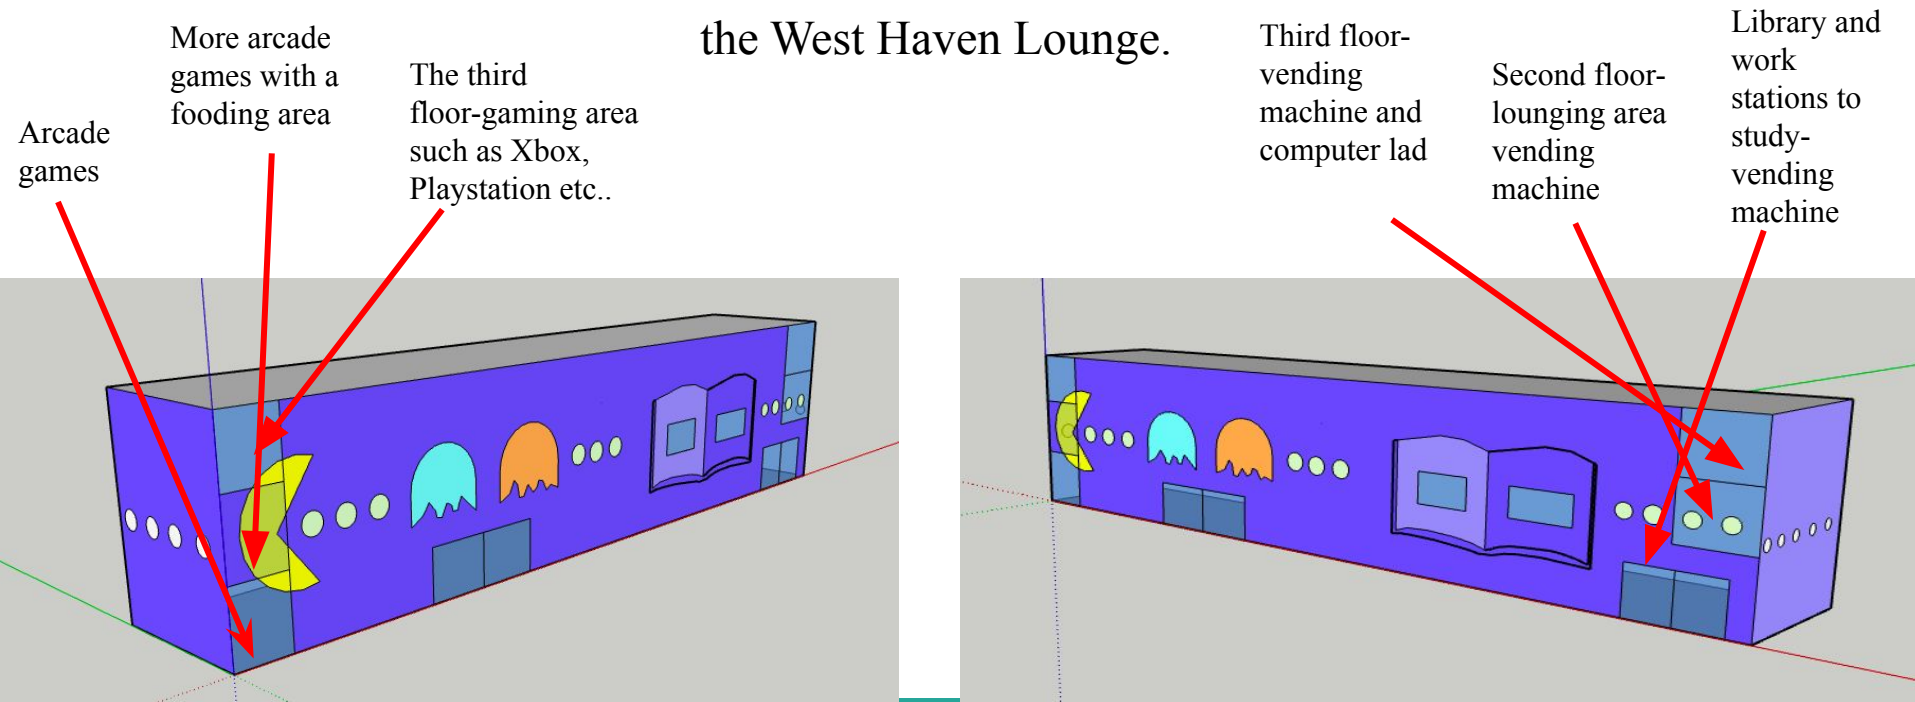 the West Haven Lounge.
Arcade
games
More arcade
games with a
fooding area
The third
floor-gaming area
such as Xbox,
Playstation etc..
Third floor-
vending
machine and
computer lad
Second floor-
lounging area
vending
machine
Library and
work
stations to
study-
vending
machine